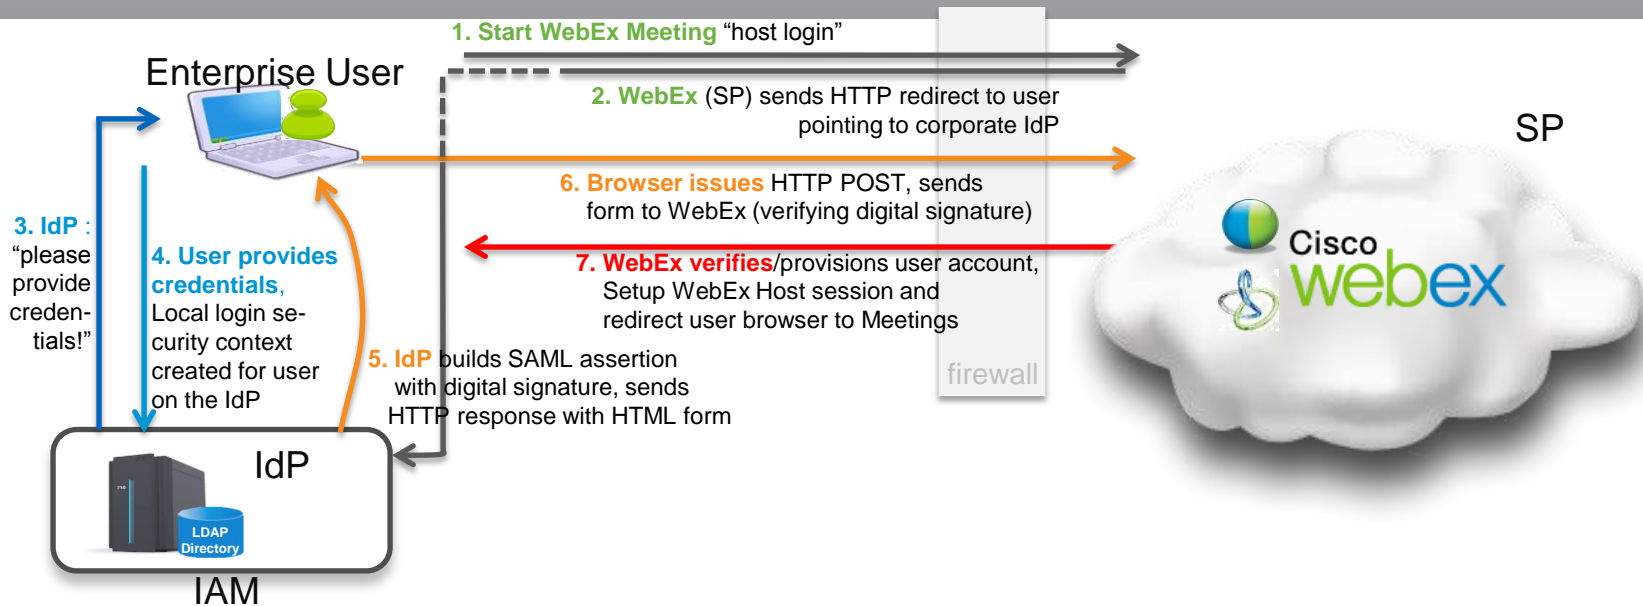 1. Start WebEx Meeting “host login”
Enterprise User
2. WebEx (SP) sends HTTP redirect to user
pointing to corporate IdP
SP
6. Browser issues HTTP POST, sends
form to WebEx (verifying digital signature)
3. IdP :
“please
provide
creden-
tials!”
4. User provides
credentials,
Local login se-
curity context
created for user
on the IdP
7. WebEx verifies/provisions user account,
Setup WebEx Host session and
redirect user browser to Meetings
Cisco
webex
5. IdP builds SAML assertion
with digital signature, sends
HTTP response with HTML form
firewall
IdP
LDAP
Directory
IAM